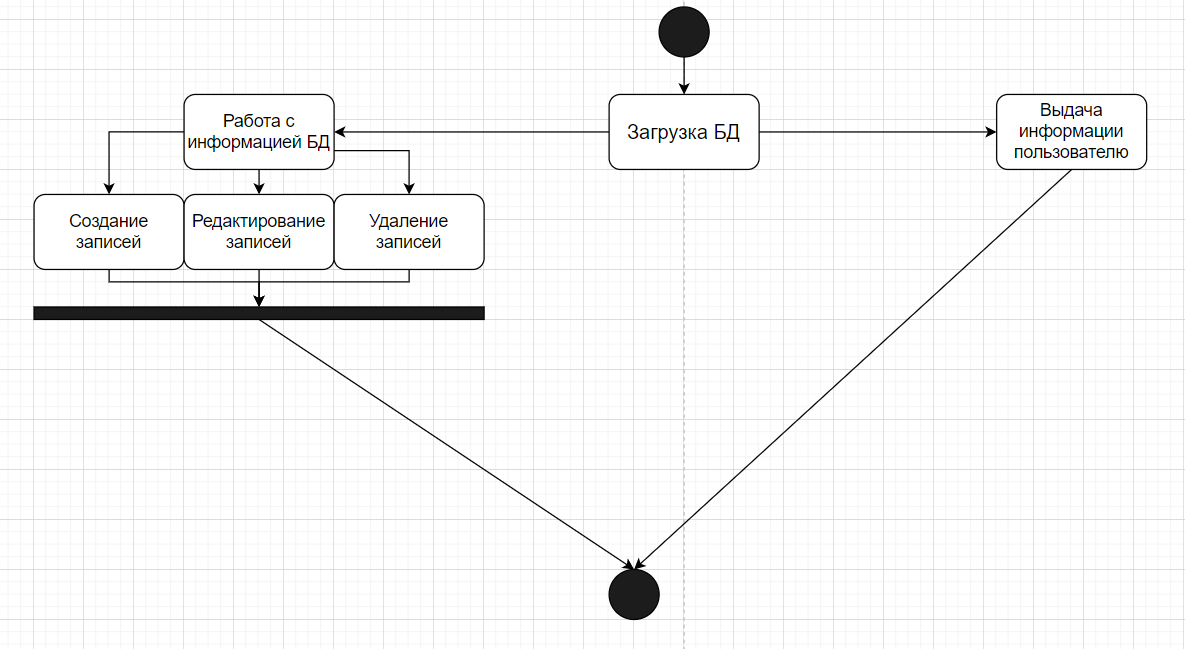 Работа с
информацией БД
Загрузка БД
Выдача
информации
пользователю
Создание
записей
Редактирование
записей
Удаление
записей